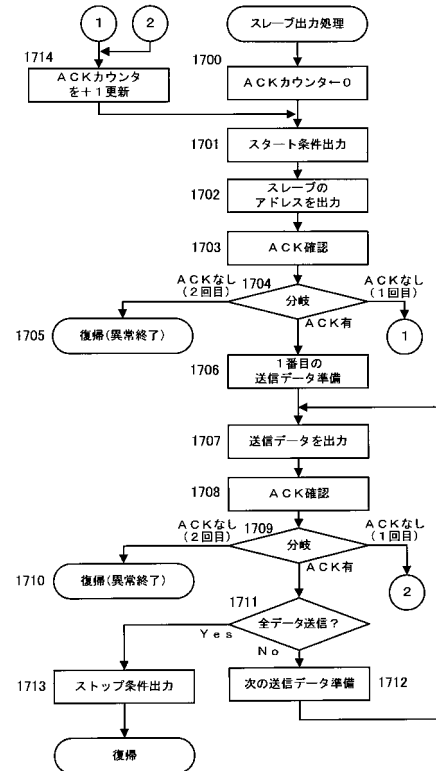 1
2
スレーブ出力処理
1714
1700
ACKカウンタ
を+1更新
ACKカウンター←0
1701
スタート条件出力
1702
スレーブの
アドレスを出力
1703
ACK確認
ACKなし
(2回目)
1704
ACKなし
(1回目)
分岐
1705
復帰(異常終了)
ACK有
1
1706
1番目の
送信データ準備
1707
送信データを出力
1708
ACK確認
ACKなし
(2回目)
1709
ACKなし
(1回目)
分岐
1710
復帰(異常終了)
ACK有
2
1711
全データ送信?
Yes
No
1713
ストップ条件出力
次の送信データ準備
1712
復帰